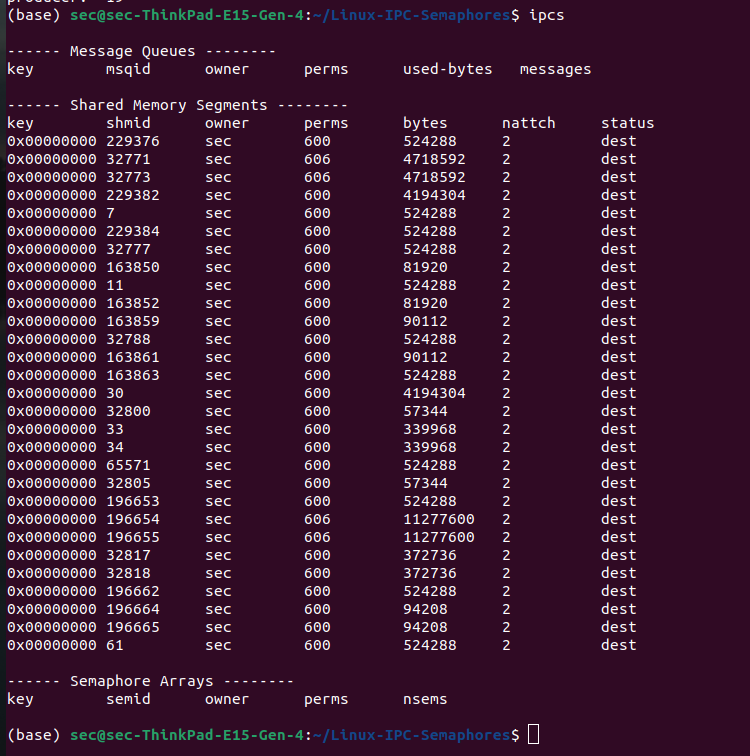 (base) sec@sec-ThinkPad-E15-Gen-4:~/Linux-IPC-Semaphores$ ipcs
------ Message Queues --------
key        msqid      owner      perms      used-bytes   messages
------ Shared Memory Segments --------
key        shmid      owner      perms      bytes      nattch     status
0x00000000 229376     sec        600        524288     2          dest
0x00000000 32771      sec        606        4718592    2          dest
0x00000000 32773      sec        606        4718592    2          dest
0x00000000 229382     sec        600        4194304    2          dest
0x00000000 7          sec        600        524288     2          dest
0x00000000 229384     sec        600        524288     2          dest
0x00000000 32777      sec        600        524288     2          dest
0x00000000 163850     sec        600        81920      2          dest
0x00000000 11         sec        600        524288     2          dest
0x00000000 163852     sec        600        81920      2          dest
0x00000000 163859     sec        600        90112      2          dest
0x00000000 32788      sec        600        524288     2          dest
0x00000000 163861     sec        600        90112      2          dest
0x00000000 163863     sec        600        524288     2          dest
0x00000000 30         sec        600        4194304    2          dest
0x00000000 32800      sec        600        57344      2          dest
0x00000000 33         sec        600        339968     2          dest
0x00000000 34         sec        600        339968     2          dest
0x00000000 65571      sec        600        524288     2          dest
0x00000000 32805      sec        600        57344      2          dest
0x00000000 196653     sec        600        524288     2          dest
0x00000000 196654     sec        606        11277600   2          dest
0x00000000 196655     sec        606        11277600   2          dest
0x00000000 32817      sec        600        372736     2          dest
0x00000000 32818      sec        600        372736     2          dest
0x00000000 196662     sec        600        524288     2          dest
0x00000000 196664     sec        600        94208      2          dest
0x00000000 196665     sec        600        94208      2          dest
0x00000000 61         sec        600        524288     2          dest
------ Semaphore Arrays --------
key        semid      owner      perms      nsems
(base) sec@sec-ThinkPad-E15-Gen-4:~/Linux-IPC-Semaphores$